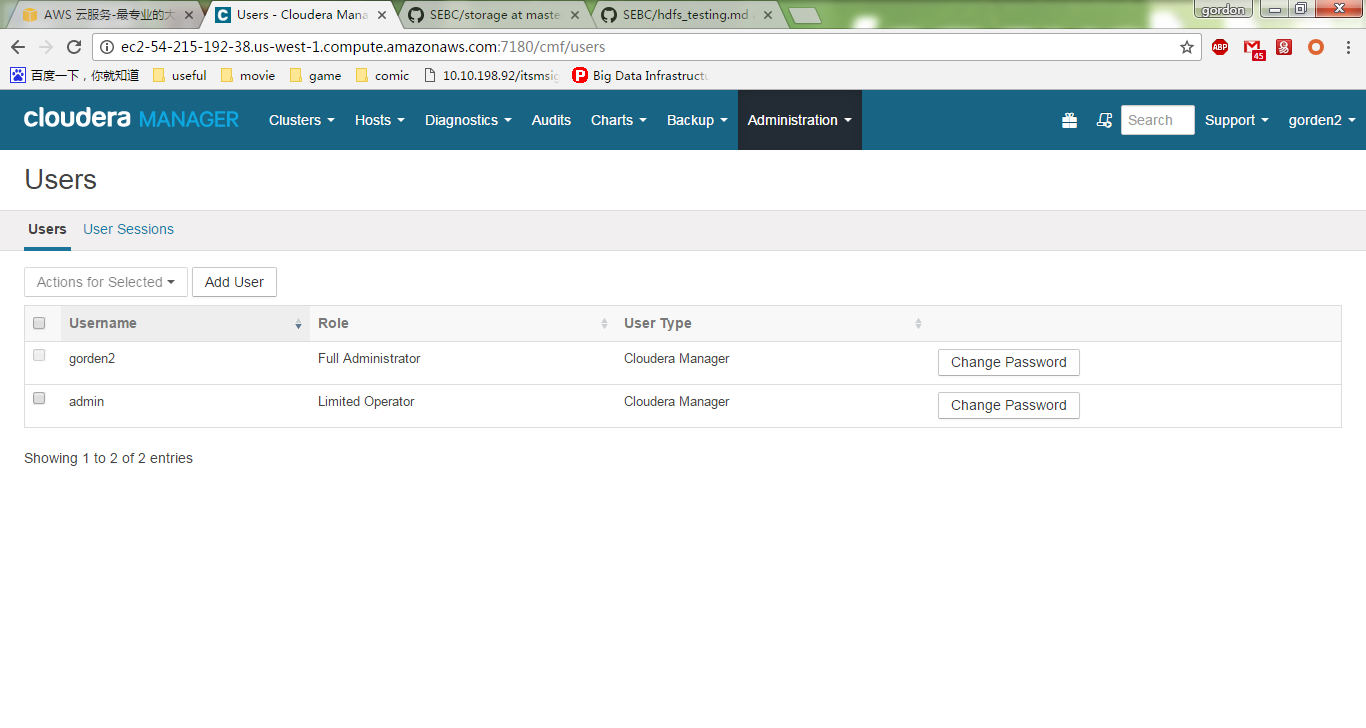 AWS 云服务-最专业的大
Users - Cloudera Mana
SEBC/storage at maste
SEBC/hdfs_testing.md
gordon
ec2-54-215-192-38.us-west-1.compute.amazonaws.com:7180/cmf/users
ABP
45
百度一下，你就知道
useful
movie
game
comic
10.10.198.92/itsmsig
Big Data Infrastructu
cloudera MANAGER
Clusters
Hosts
Diagnostics
Audits
Charts
Backup
Administration
Search
Support
gorden2
Users
Users
User Sessions
Actions for Selected
Add User
Username
Role
User Type
gorden2
Full Administrator
Cloudera Manager
Change Password
admin
Limited Operator
Cloudera Manager
Change Password
Showing 1 to 2 of 2 entries